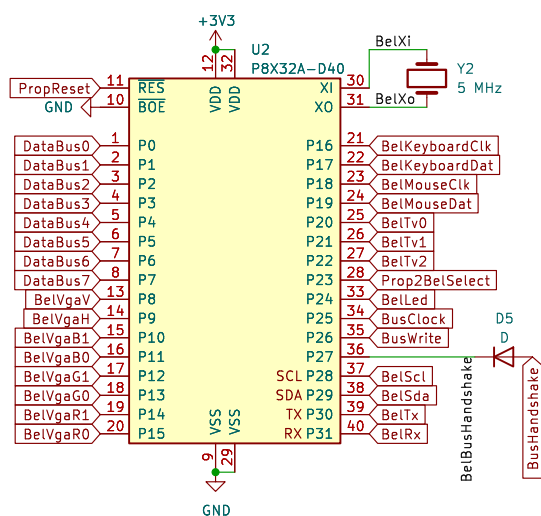 +3V3
U2
P8X32A-D40
12 32
VDD VDD
PropReset 11 RES
GND 10 BOE
XI 30 BelXi
XO 31 BelXo
Y2
5 MHz
DataBus0 1 P0 P16 21 BelKeyboardClk
DataBus1 2 P1 P17 22 BelKeyboardDat
DataBus2 3 P2 P18 23 BelMouseClk
DataBus3 4 P3 P19 24 BelMouseDat
DataBus4 5 P4 P20 25 BelTv0
DataBus5 6 P5 P21 26 BelTv1
DataBus6 7 P6 P22 27 BelTv2
DataBus7 8 P7 P23 28 Prop2BelSelect
BelVgaV 13 P8 P24 33 BelLed
BelVgaH 14 P9 P25 34 BusClock
BelVgaB1 15 P10 P26 35 BusWrite
BelVgaB0 16 P11 P27 36
BelVgaG1 17 P12 SCL P28 37 BelScl
BelVgaG0 18 P13 SDA P29 38 BelSda
BelVgaR1 19 P14 TX P30 39 BelTx
BelVgaR0 20 P15 RX P31 40 BelRx
D5
D
BelBusHandshake
BusHandshake
VSS VSS
9 29
GND